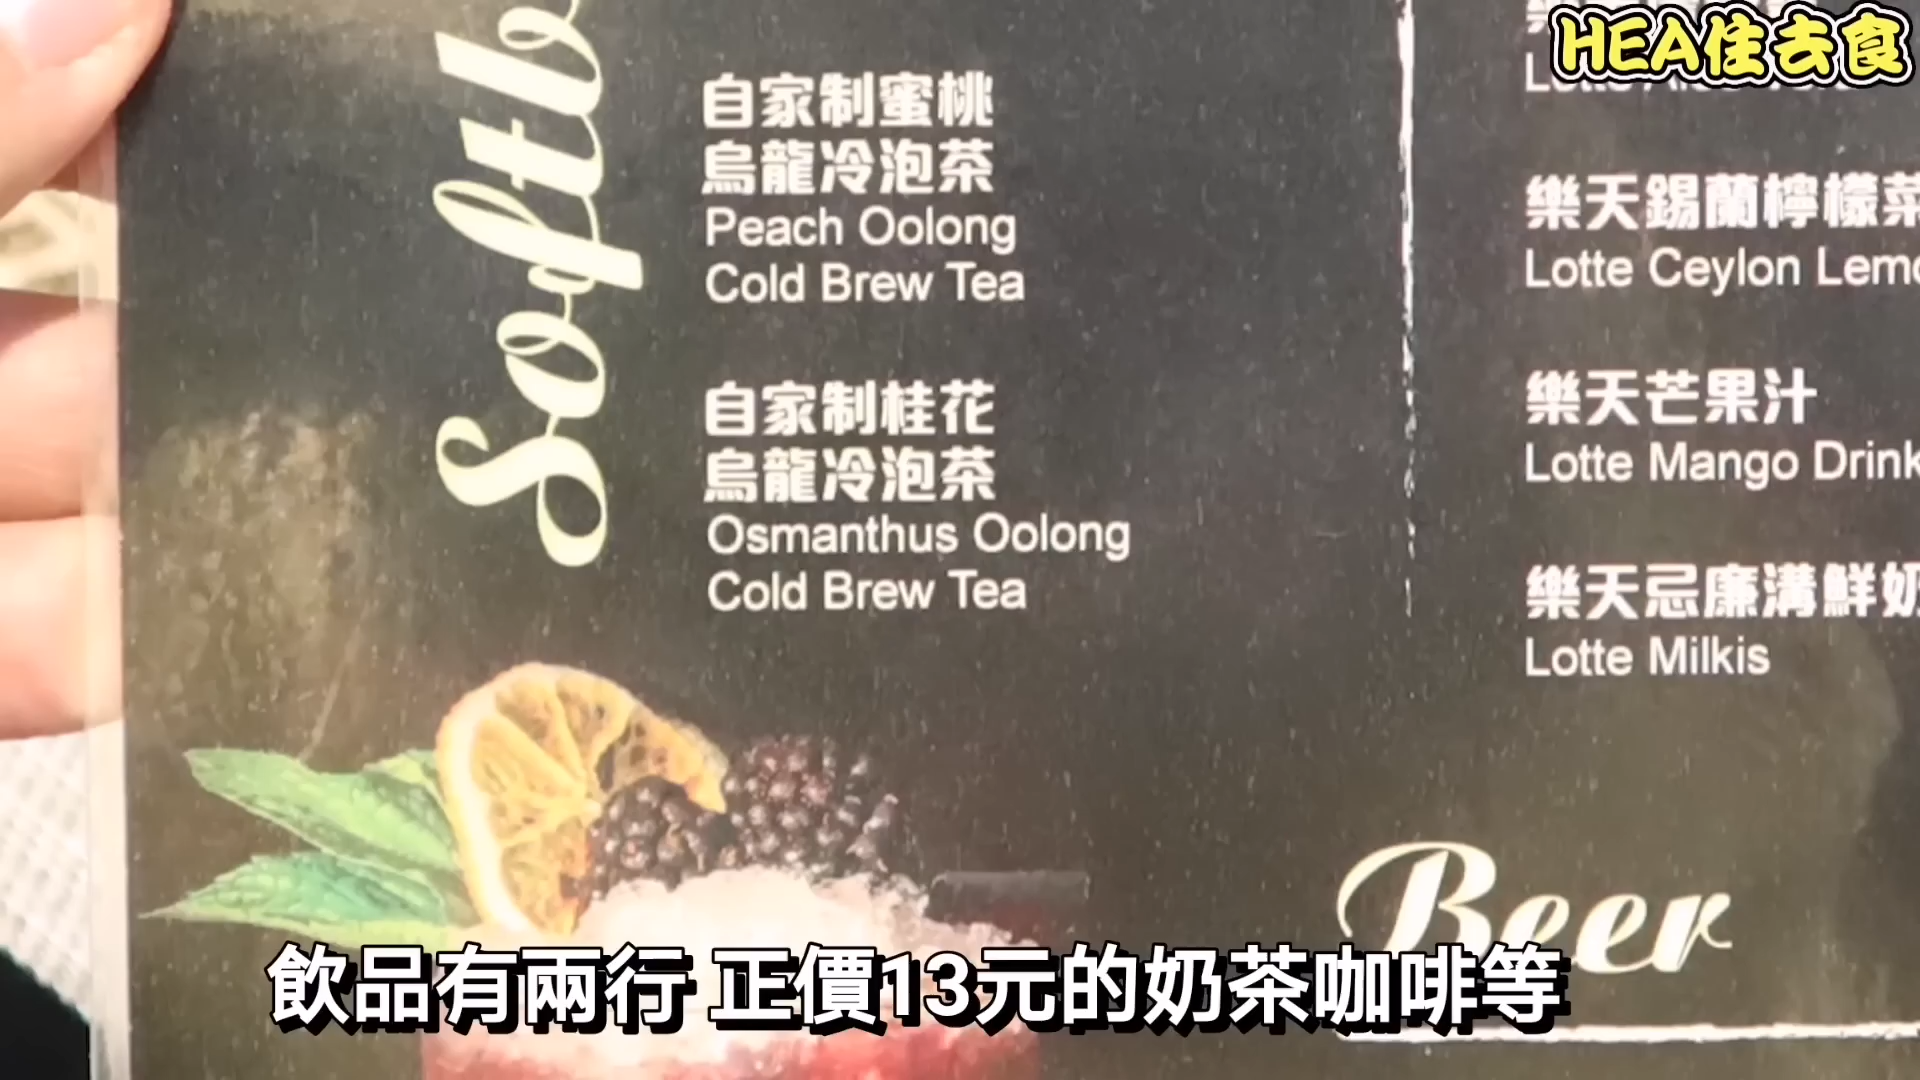 HEA住去食
Soft
自家制蜜桃
烏龍冷泡茶
Peach Oolong
Cold Brew Tea
自家制桂花
烏龍冷泡茶
Osmanthus Oolong
Cold Brew Tea
Lotte
樂天錫蘭檸檬
Lotte Ceylon
樂天芒果汁
Lotte Mango Drink
樂天忌廉溝鮮奶
Lotte Milkis
Beer
飲品有兩行 正價13元的奶茶咖啡等